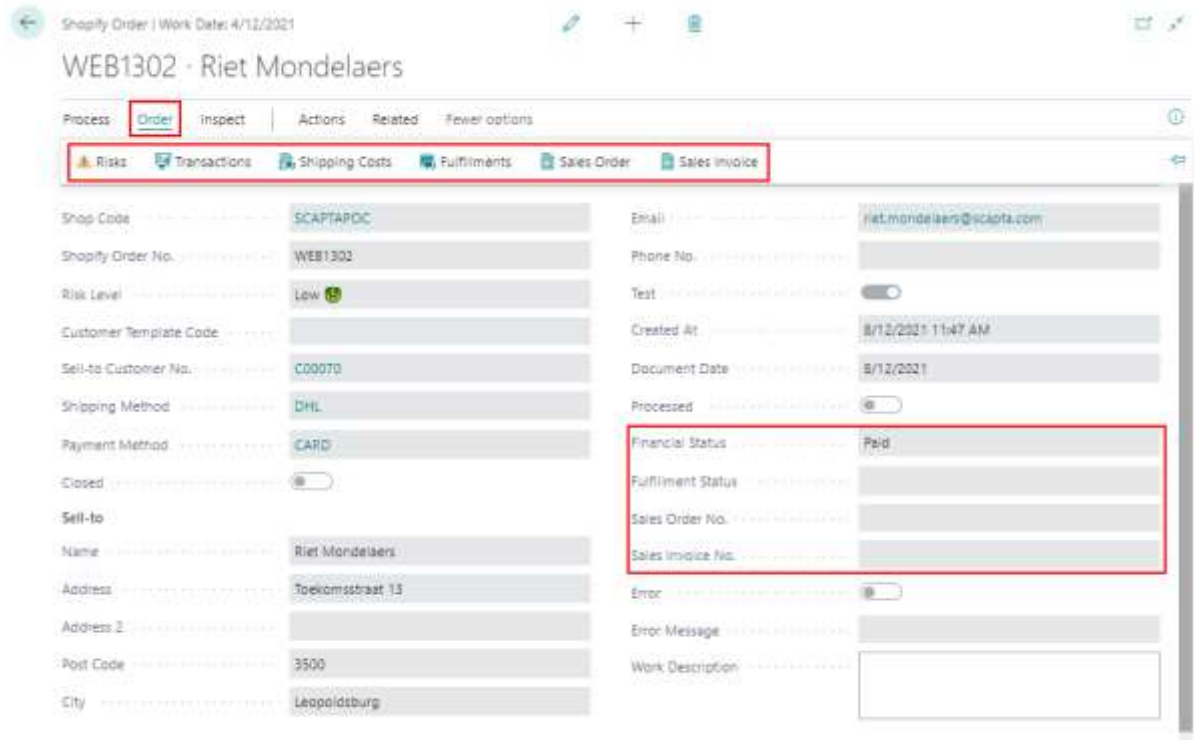 Shopify Order | Work Date: 4/12/2021
WEB1302 · Riet Mondelaers
Process Order Inspect Actions Related Fewer options
Risks Transactions Shipping Costs Fulfillments Sales Order Sales Invoice
Shop Code SCAPTAPOC
Shopify Order No. WEB1302
Risk Level Low
Customer Template Code
Sell-to Customer No. C00070
Shipping Method DHL
Payment Method CARD
Closed
Sell-to
Name Riet Mondelaers
Address Toekomsstraat 13
Address 2
Post Code 3500
City Leopoldsburg
Email riet.mondelaers@scapta.com
Phone No.
Test
Created At 8/12/2021 11:47 AM
Document Date 8/12/2021
Processed
Financial Status Paid
Fulfillment Status
Sales Order No.
Sales Invoice No.
Error
Error Message
Work Description